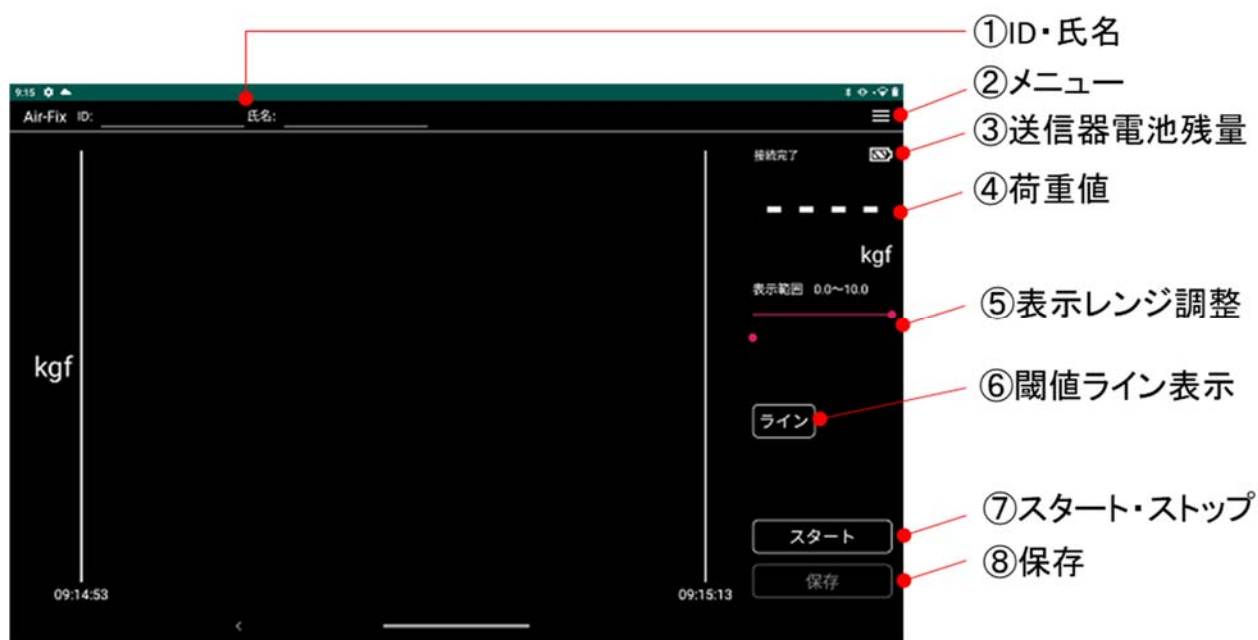 ①ID・氏名
9:15
②メニュー
Air-Fix ID: 氏名:
③送信器電池残量
接続完了
④荷重値
- - - -
kgf
表示範囲 0.0～10.0
⑤表示レンジ調整
kgf
⑥閾値ライン表示
ライン
⑦スタート・ストップ
スタート
⑧保存
保存
09:14:53
09:15:13